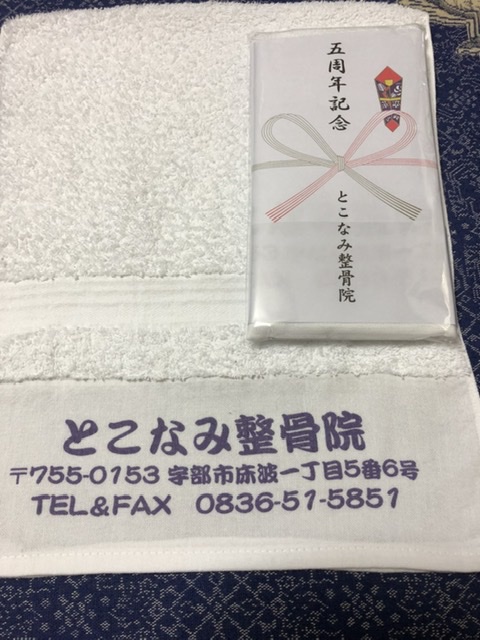 五周年記念
とこなみ整骨院
とこなみ整骨院
〒755-0153 宇部市床波一丁目5番6号
TEL&FAX 0836-51-5851